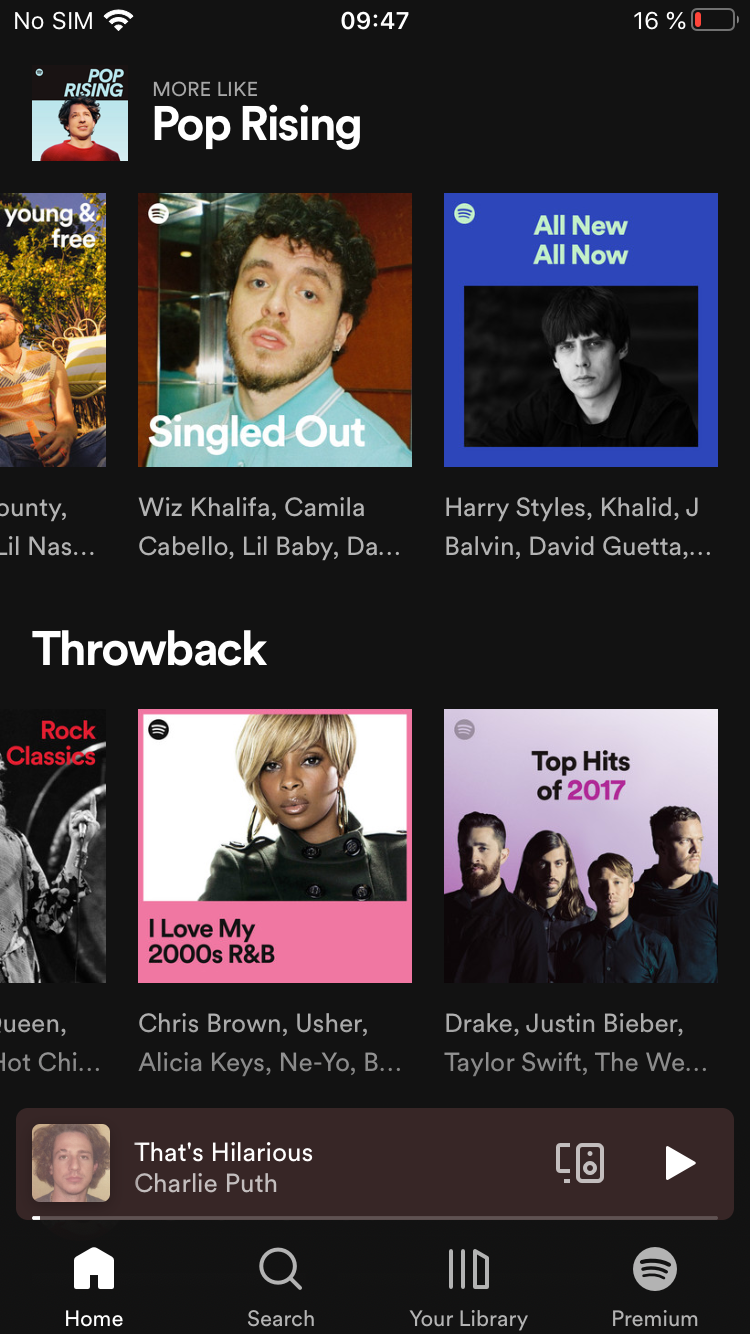 No SIM 09:47 16 %
POP
RISING
MORE LIKE
Pop Rising
young &
free
Singled Out
All New
All Now
ounty,
Lil Nas...
Wiz Khalifa, Camila
Cabello, Lil Baby, Da...
Harry Styles, Khalid, J
Balvin, David Guetta,...
Throwback
Rock
Classics
I Love My
2000s R&B
Top Hits
of 2017
ueen,
Hot Chi...
Chris Brown, Usher,
Alicia Keys, Ne-Yo, B...
Drake, Justin Bieber,
Taylor Swift, The We...
That's Hilarious
Charlie Puth
Home
Search
Your Library
Premium